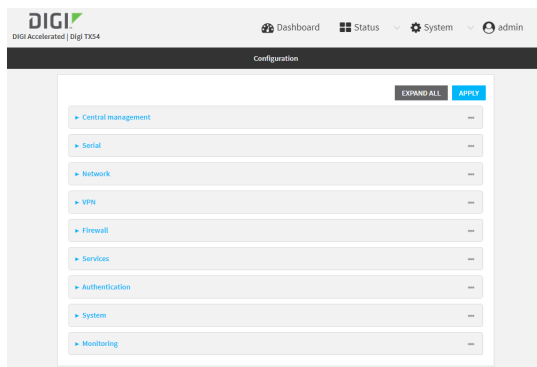 DIGI
DIGI Accelerated | Digi TX54
Dashboard Status System admin
Configuration
EXPAND ALL APPLY
Central management
Serial
Network
VPN
Firewall
Services
Authentication
System
Monitoring